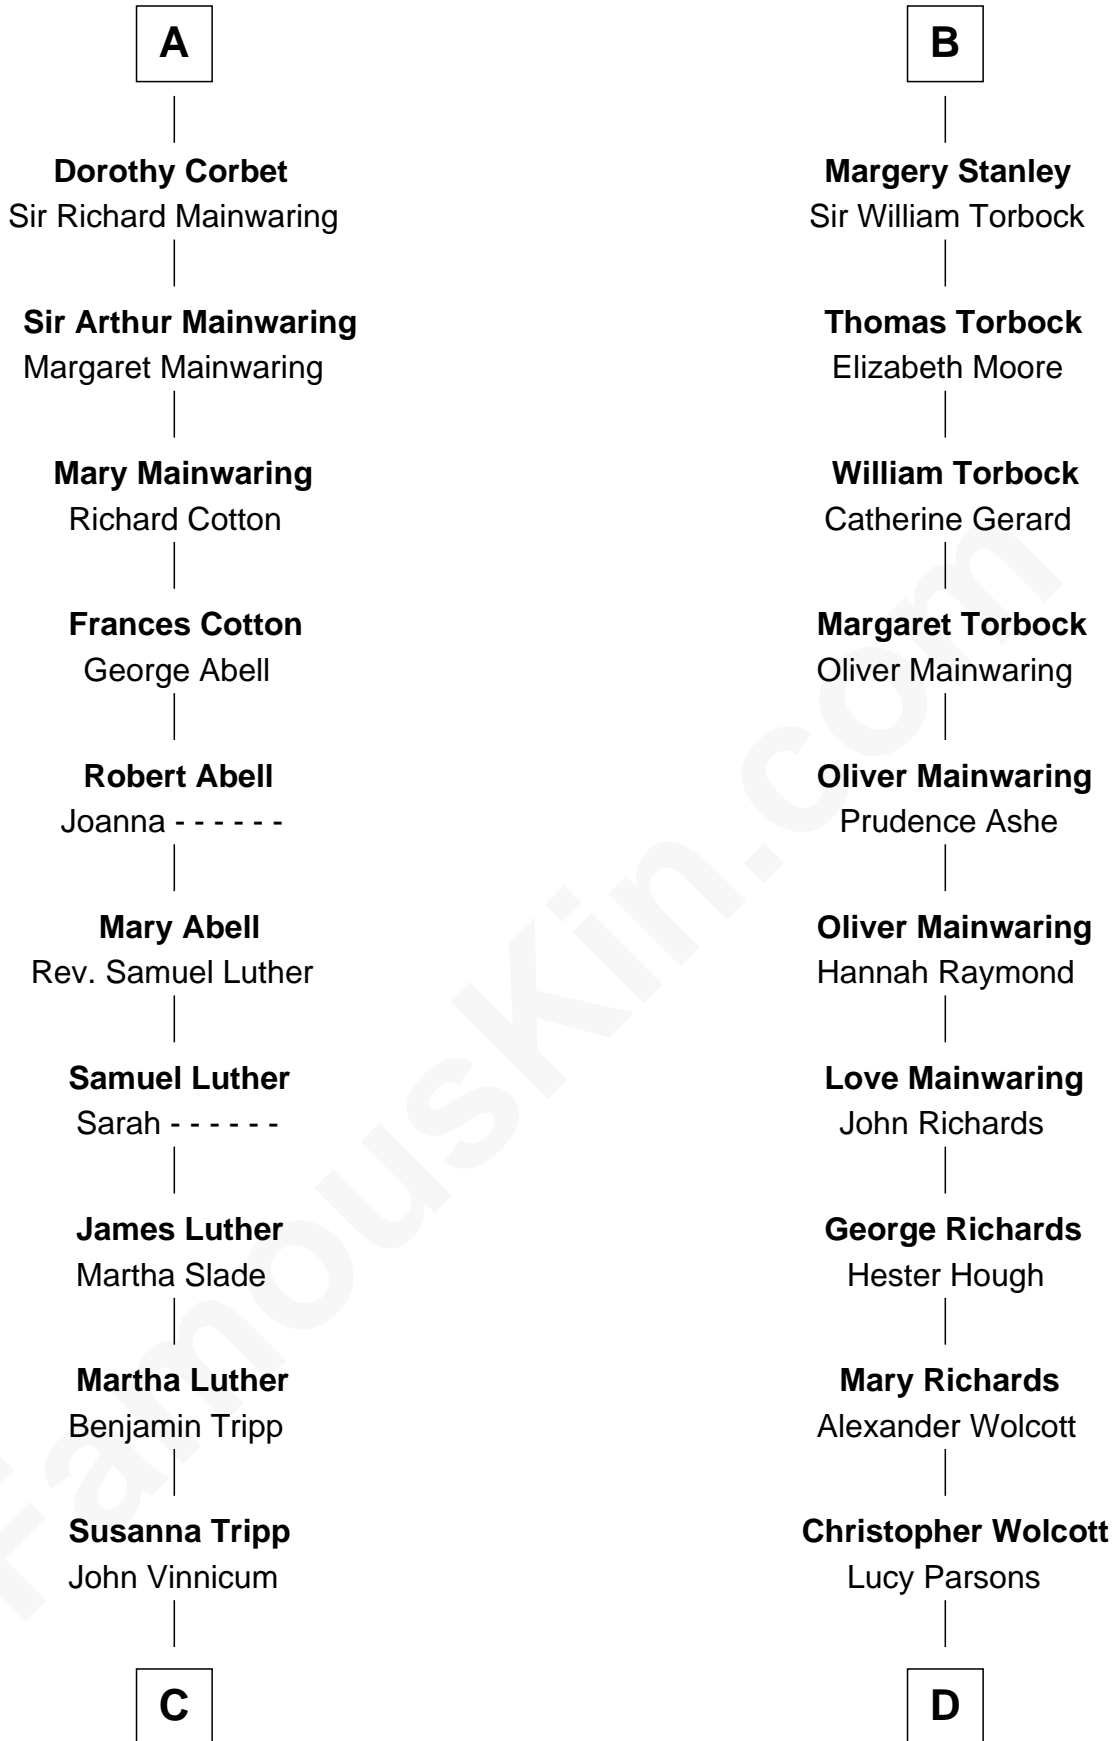 A
Dorothy Corbet
Sir Richard Mainwaring
Sir Arthur Mainwaring
Margaret Mainwaring
Mary Mainwaring
Richard Cotton
Frances Cotton
George Abell
Robert Abell
Joanna - - - - - -
Mary Abell
Rev. Samuel Luther
Samuel Luther
Sarah - - - - - -
James Luther
Martha Slade
Martha Luther
Benjamin Tripp
Susanna Tripp
John Vinnicum
C
B
Margery Stanley
Sir William Torbock
Thomas Torbock
Elizabeth Moore
William Torbock
Catherine Gerard
Margaret Torbock
Oliver Mainwaring
Oliver Mainwaring
Prudence Ashe
Oliver Mainwaring
Hannah Raymond
Love Mainwaring
John Richards
George Richards
Hester Hough
Mary Richards
Alexander Wolcott
Christopher Wolcott
Lucy Parsons
D
FamousKin.com